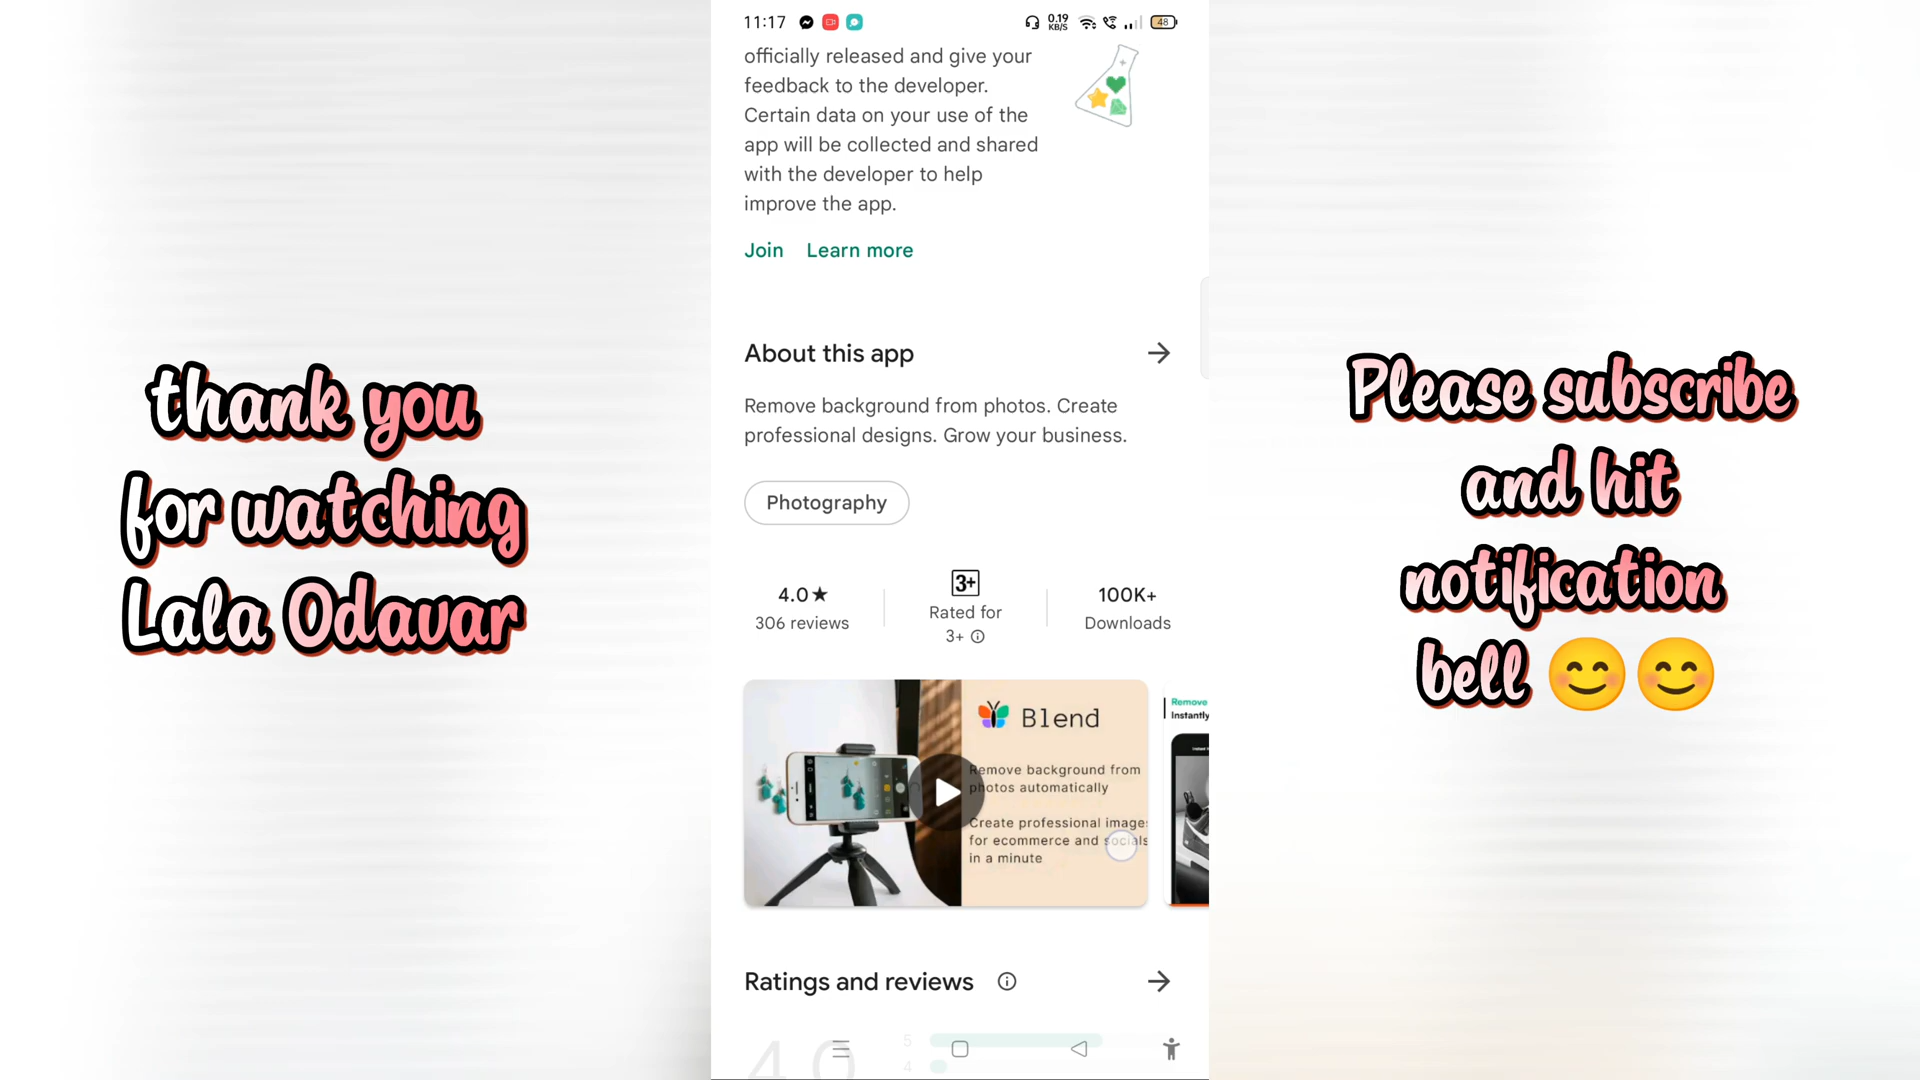 thank you
for watching
Lala Odavar
11:17
0.19
KB/S
48
officially released and give your
feedback to the developer.
Certain data on your use of the
app will be collected and shared
with the developer to help
improve the app.
Join Learn more
About this app
Remove background from photos. Create
professional designs. Grow your business.
Photography
4.0★
306 reviews
3+
Rated for
3+
100K+
Downloads
Blend
Remove background from
photos automatically
Create professional images
for ecommerce and socials
in a minute
Remove
Instantly
Ratings and reviews
4.0
5
4
Please subscribe
and hit
notification
bell 😊😊